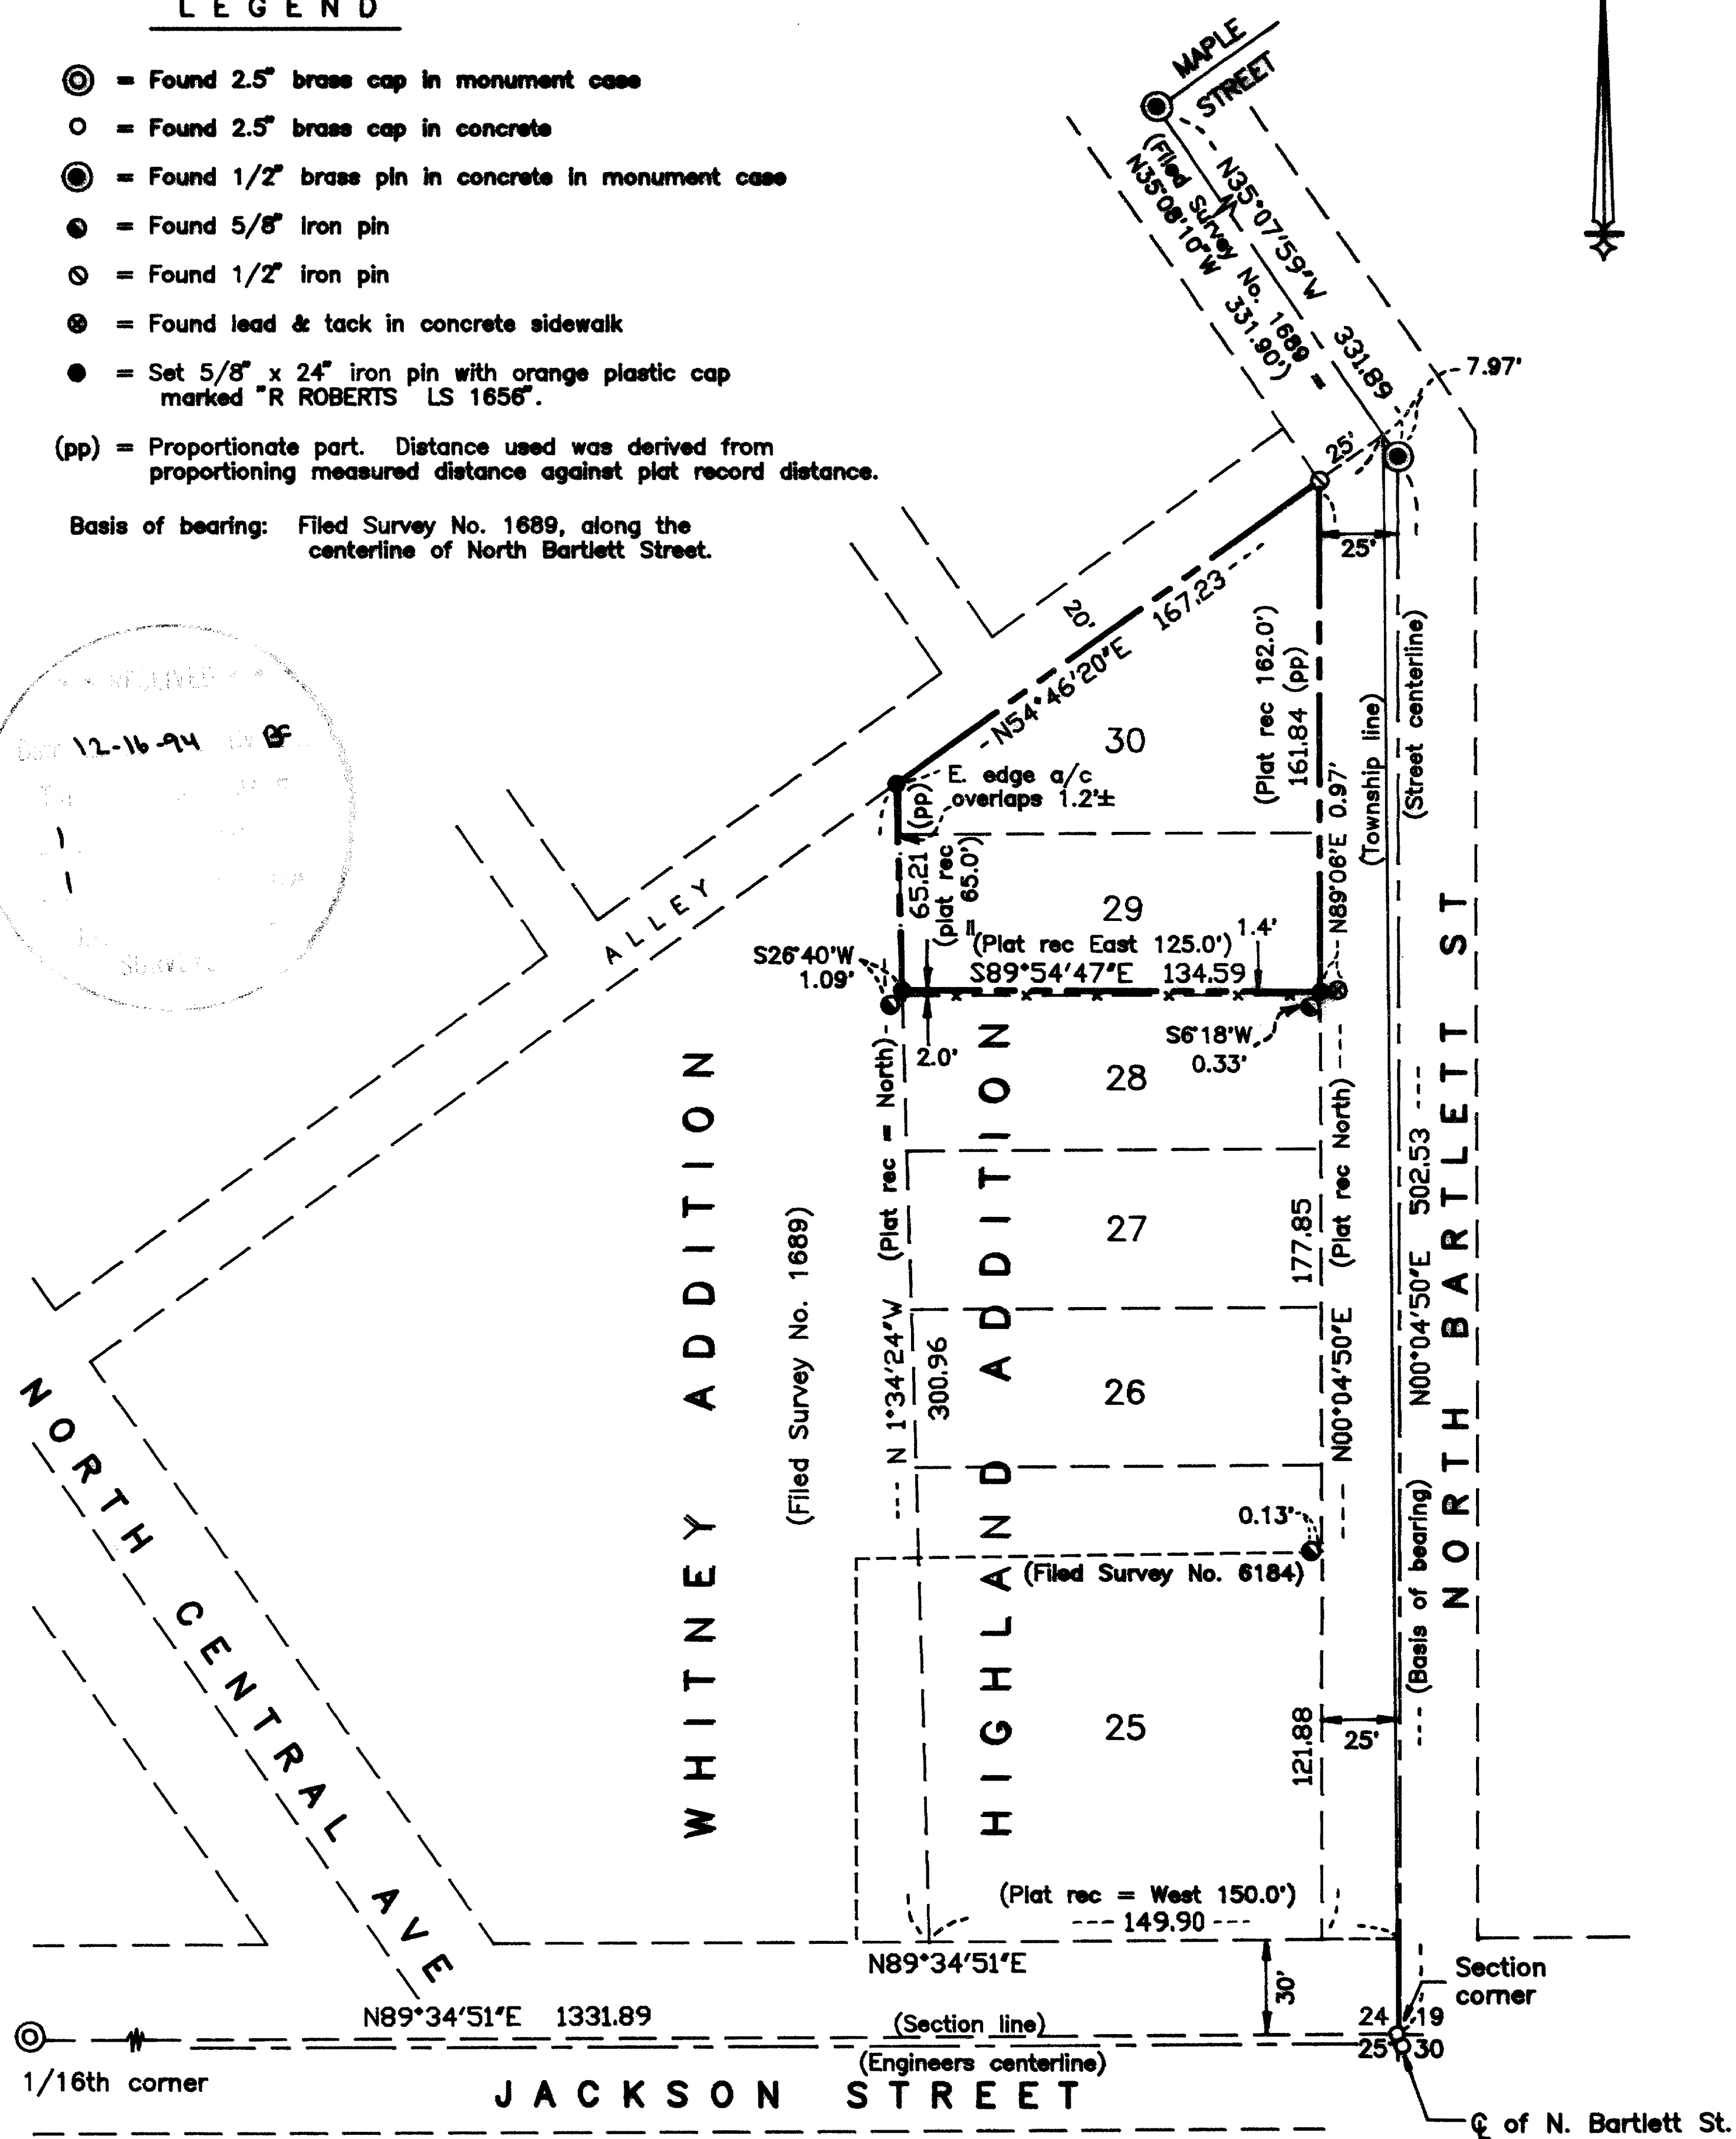 LEGEND
= Found 2.5" brass cap in monument case
= Found 2.5" brass cap in concrete
= Found 1/2" brass pin in concrete in monument case
= Found 5/8" iron pin
= Found 1/2" iron pin
= Found lead & tack in concrete sidewalk
= Set 5/8" x 24" iron pin with orange plastic cap
marked "R ROBERTS LS 1656".
(pp) = Proportionate part. Distance used was derived from
proportioning measured distance against plat record distance.
Basis of bearing: Filed Survey No. 1689, along the
centerline of North Bartlett Street.
RECEIVED
12-16-94 BF
MAPLE
STREET
N35°07'59"W 331.89
(Filed Survey No. 1689 =
N35°08'10"W 331.90')
7.97'
25'
25'
20'
N54°46'20"E 167.23
30
(Plat rec 162.0')
161.84 (pp)
(Township line)
(Street centerline)
E. edge a/c
overlaps 1.2'±
65.21 (pp)
(plat rec =
65.0')
29
N89°06'E 0.97'
(Plat rec East 125.0')
1.4'
S89°54'47"E 134.59
S26°40'W
1.09'
2.0'
S6°18'W
0.33'
ALLEY
28
27
26
25
(Plat rec = North)
N 1°34'24"W
300.96
177.85
(Plat rec North)
N00°04'50"E
N00°04'50"E 502.53
(Basis of bearing)
NORTH BARTLETT ST
WHITNEY ADDITION
(Filed Survey No. 1689)
HIGHLAND ADDITION
0.13'
(Filed Survey No. 6184)
121.88
25'
NORTH CENTRAL AVE
(Plat rec = West 150.0')
149.90
N89°34'51"E
30'
Section
corner
24 19
25 30
N89°34'51"E 1331.89
(Section line)
(Engineers centerline)
1/16th corner
JACKSON STREET
℄ of N. Bartlett St.